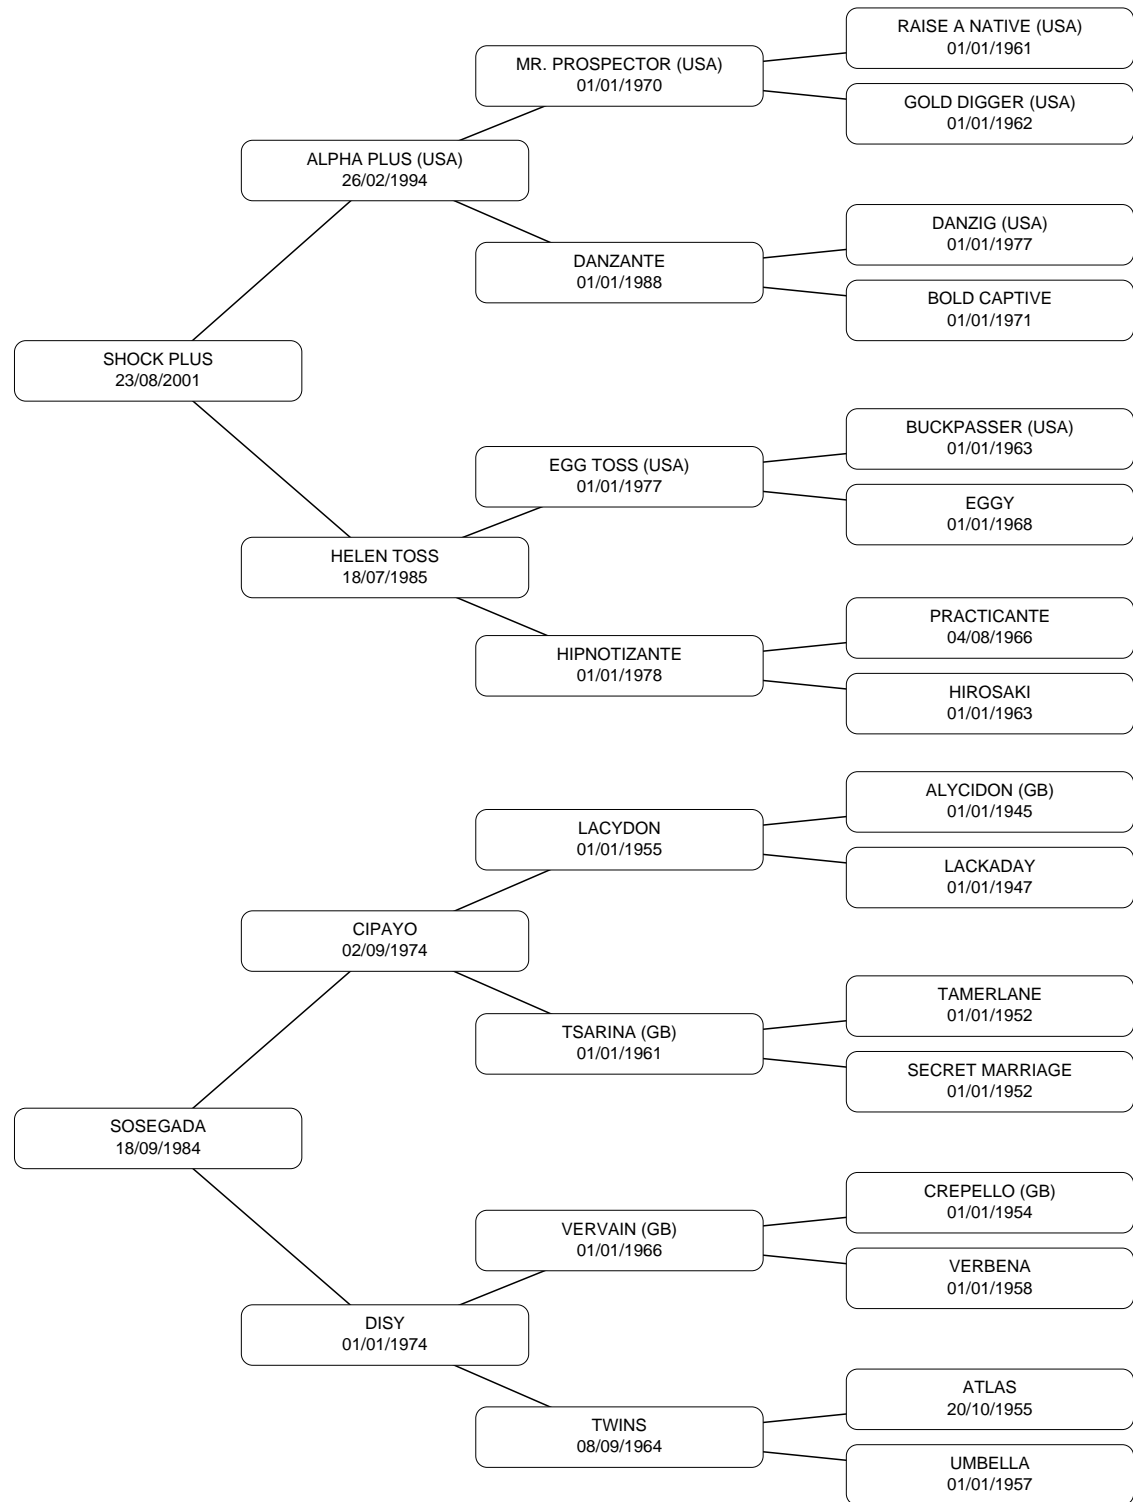 RAISE A NATIVE (USA)
01/01/1961
MR. PROSPECTOR (USA)
01/01/1970
GOLD DIGGER (USA)
01/01/1962
ALPHA PLUS (USA)
26/02/1994
DANZIG (USA)
01/01/1977
DANZANTE
01/01/1988
BOLD CAPTIVE
01/01/1971
SHOCK PLUS
23/08/2001
BUCKPASSER (USA)
01/01/1963
EGG TOSS (USA)
01/01/1977
EGGY
01/01/1968
HELEN TOSS
18/07/1985
PRACTICANTE
04/08/1966
HIPNOTIZANTE
01/01/1978
HIROSAKI
01/01/1963
ALYCIDON (GB)
01/01/1945
LACYDON
01/01/1955
LACKADAY
01/01/1947
CIPAYO
02/09/1974
TAMERLANE
01/01/1952
TSARINA (GB)
01/01/1961
SECRET MARRIAGE
01/01/1952
SOSEGADA
18/09/1984
CREPELLO (GB)
01/01/1954
VERVAIN (GB)
01/01/1966
VERBENA
01/01/1958
DISY
01/01/1974
ATLAS
20/10/1955
TWINS
08/09/1964
UMBELLA
01/01/1957